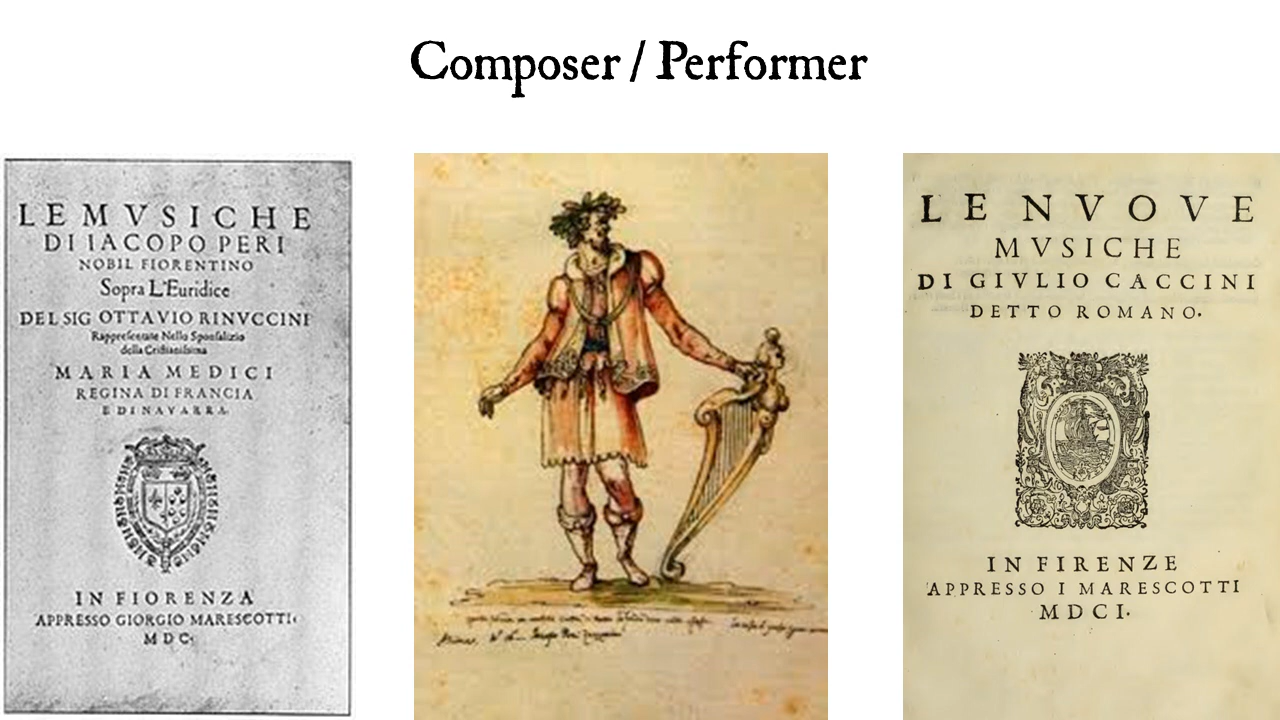 Composer / Performer
LE MVSICHE
DI IACOPO PERI
NOBIL FIORENTINO
Sopra L'Euridice
DEL SIG OTTAVIO RINVCCINI
Rappresentate Nello Sponsalizio
della Cristianissima
MARIA MEDICI
REGINA DI FRANCIA
E DI NAVARRA.
IN FIORENZA
APPRESSO GIORGIO MARESCOTTI.
MDC.
LE NVOVE
MVSICHE
DI GIVLIO CACCINI
DETTO ROMANO.
IN FIRENZE
APPRESSO I MARESCOTTI
MDCI.